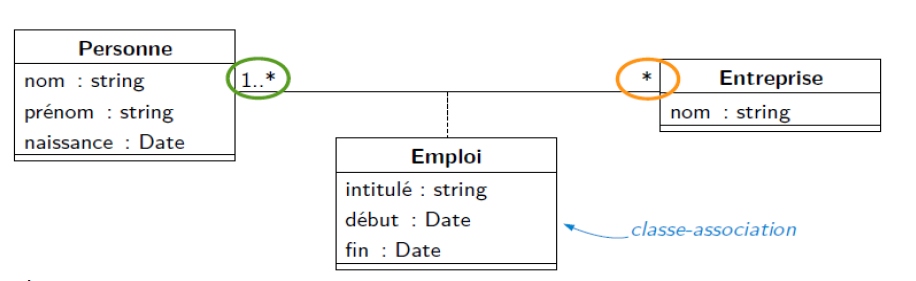 Personne
nom : string
prénom : string
naissance : Date
1..*
*
Entreprise
nom : string
Emploi
intitulé : string
début : Date
fin : Date
classe-association